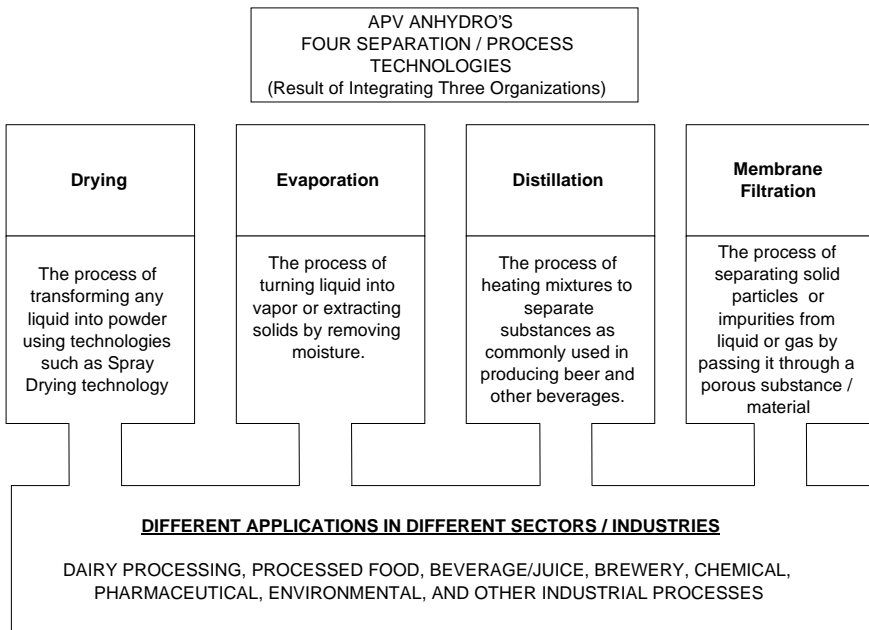 APV ANHYDRO'S
FOUR SEPARATION / PROCESS
TECHNOLOGIES
(Result of Integrating Three Organizations)
Drying
The process of
transforming any
liquid into powder
using technologies
such as Spray
Drying technology
Evaporation
The process of
turning liquid into
vapor or extracting
solids by removing
moisture.
Distillation
The process of
heating mixtures to
separate
substances as
commonly used in
producing beer and
other beverages.
Membrane
Filtration
The process of
separating solid
particles or
impurities from
liquid or gas by
passing it through a
porous substance /
material
DIFFERENT APPLICATIONS IN DIFFERENT SECTORS / INDUSTRIES
DAIRY PROCESSING, PROCESSED FOOD, BEVERAGE/JUICE, BREWERY, CHEMICAL,
PHARMACEUTICAL, ENVIRONMENTAL, AND OTHER INDUSTRIAL PROCESSES